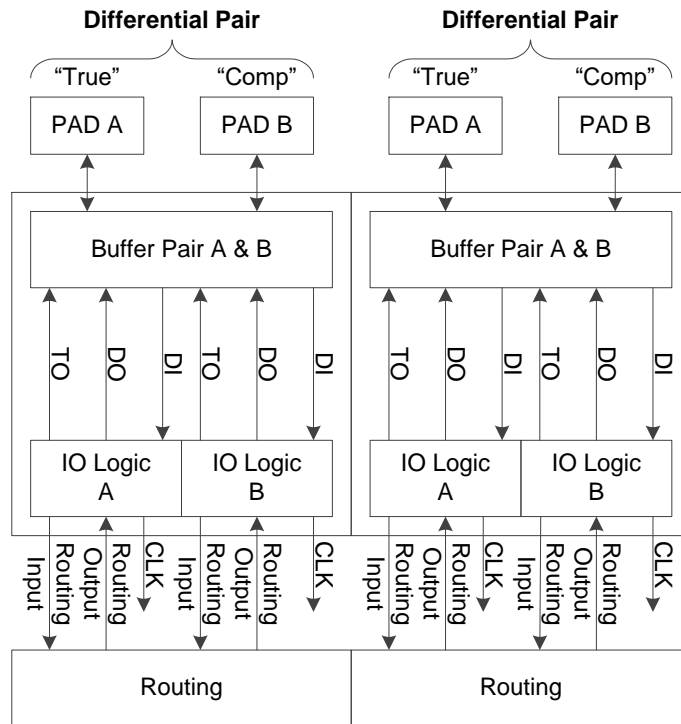 Differential Pair
Differential Pair
“True”
“Comp”
“True”
“Comp”
PAD A
PAD B
PAD A
PAD B
Buffer Pair A & B
Buffer Pair A & B
TO
DO
DI
TO
DO
DI
TO
DO
DI
TO
DO
DI
IO Logic
A
IO Logic
B
IO Logic
A
IO Logic
B
Routing
Input
Routing
Output
CLK
Routing
Input
Routing
Output
CLK
Routing
Input
Routing
Output
CLK
Routing
Input
Routing
Output
CLK
Routing
Routing